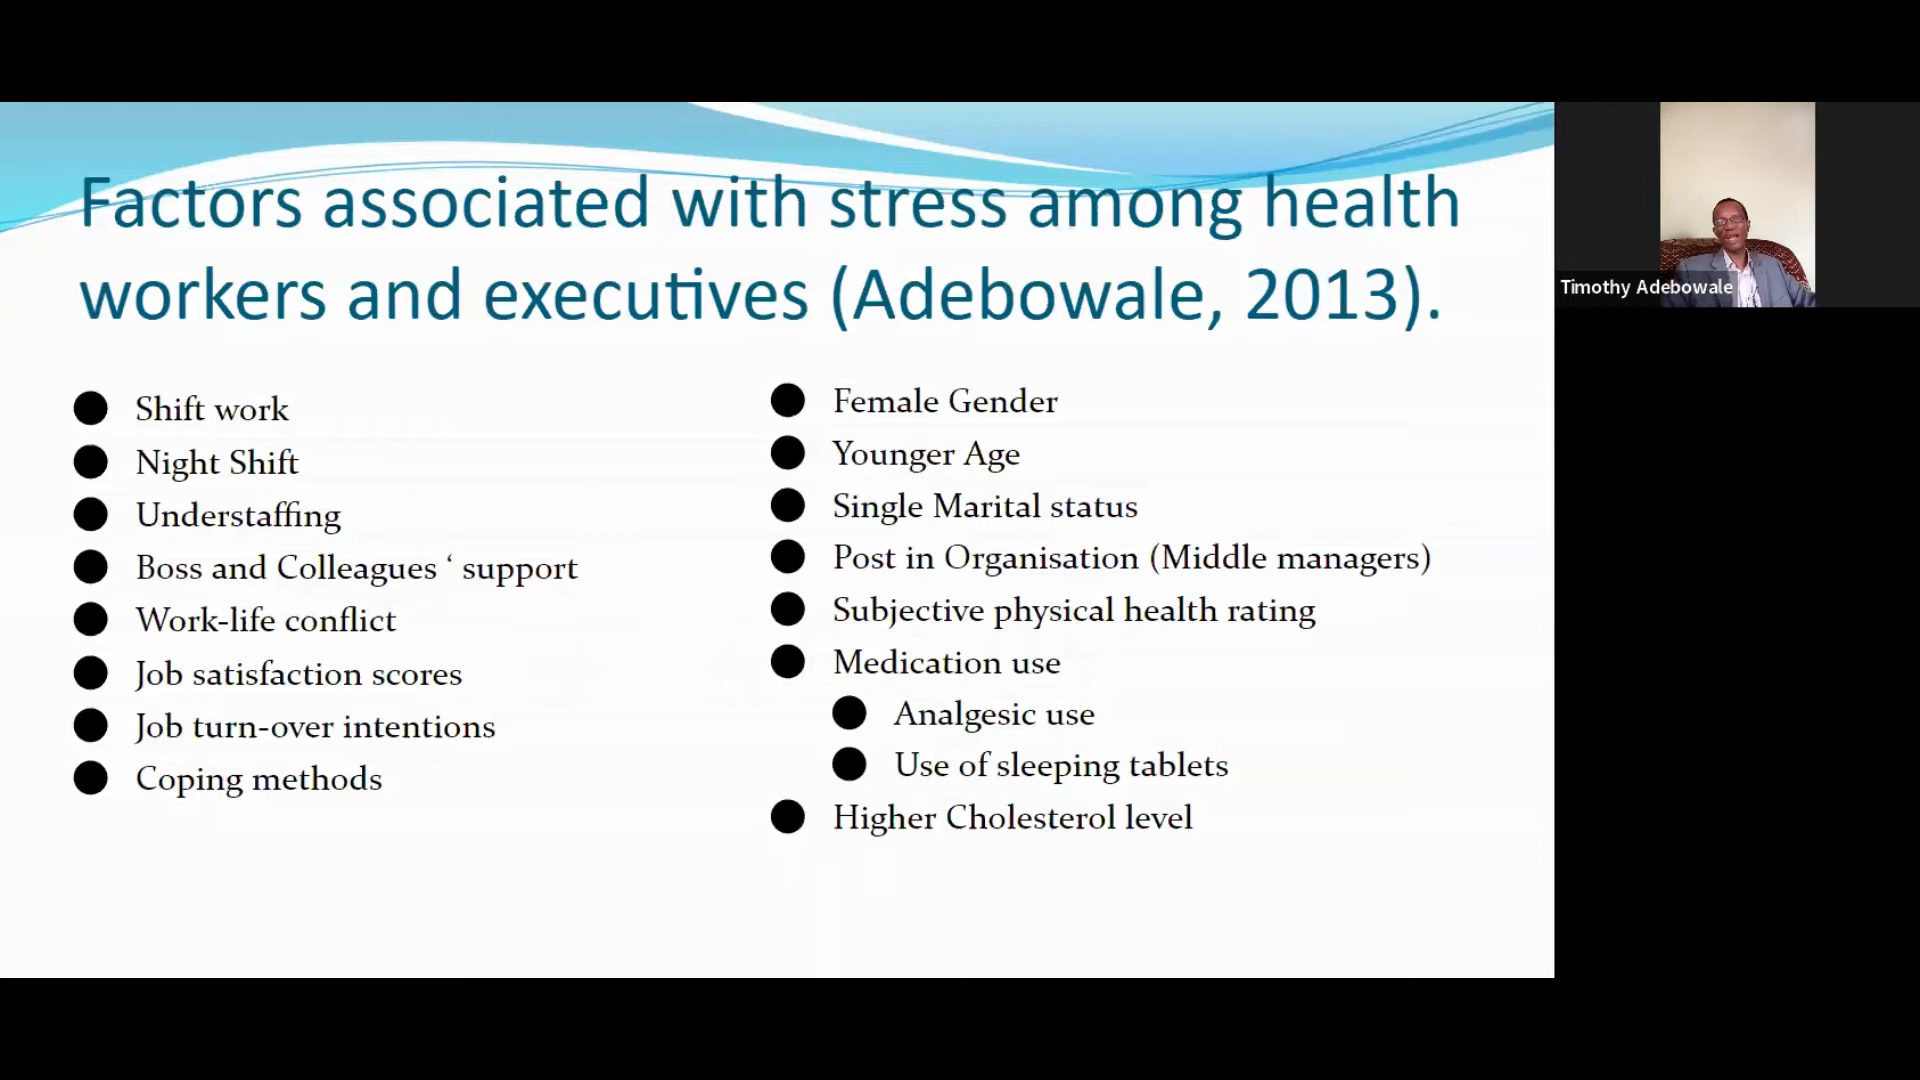 Factors associated with stress among health
workers and executives (Adebowale, 2013).
Shift work
Night Shift
Understaffing
Boss and Colleagues ‘ support
Work-life conflict
Job satisfaction scores
Job turn-over intentions
Coping methods
Female Gender
Younger Age
Single Marital status
Post in Organisation (Middle managers)
Subjective physical health rating
Medication use
Analgesic use
Use of sleeping tablets
Higher Cholesterol level
Timothy Adebowale